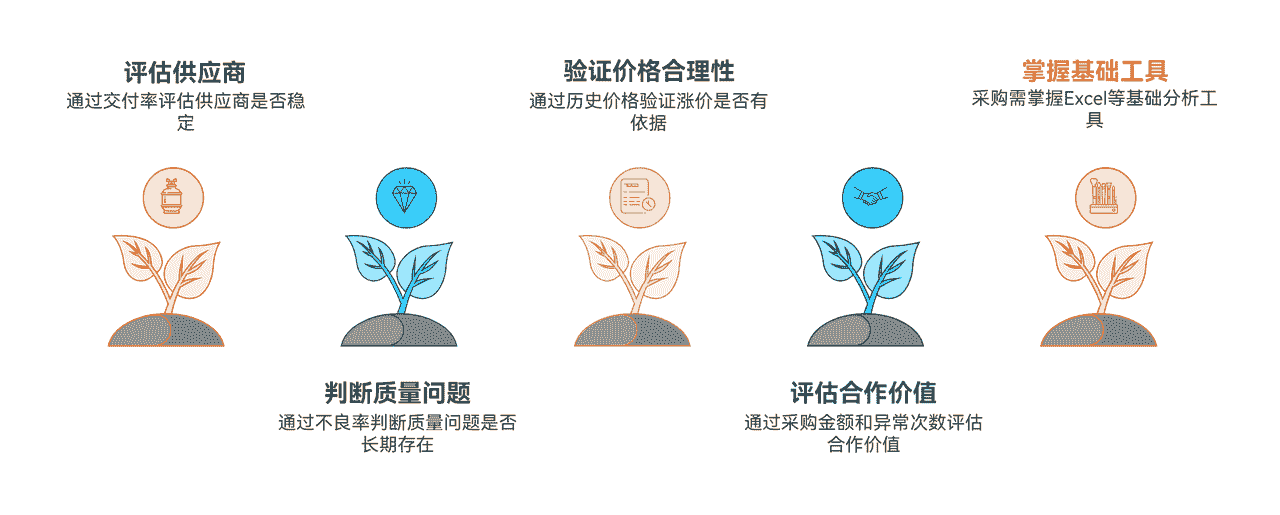 评估供应商
通过交付率评估供应商是否稳
定
判断质量问题
通过不良率判断质量问题是否
长期存在
验证价格合理性
通过历史价格验证涨价是否有
依据
评估合作价值
通过采购金额和异常次数评估
合作价值
掌握基础工具
采购需掌握Excel等基础分析工
具